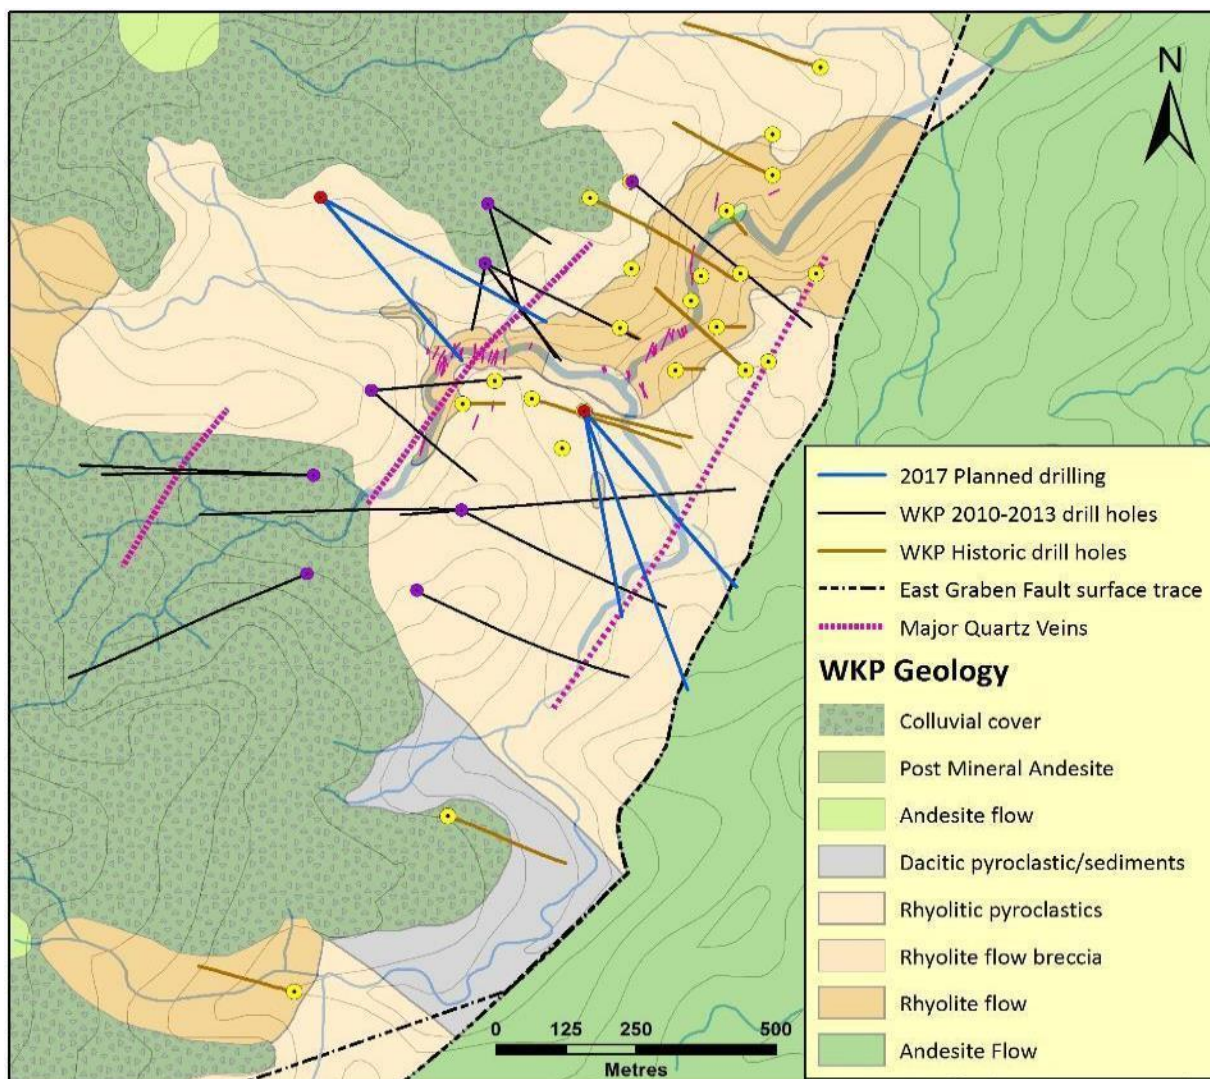 N
2017 Planned drilling
WKP 2010-2013 drill holes
WKP Historic drill holes
East Graben Fault surface trace
Major Quartz Veins
WKP Geology
Colluvial cover
Post Mineral Andesite
Andesite flow
Dacitic pyroclastic/sediments
Rhyolitic pyroclastics
Rhyolite flow breccia
Rhyolite flow
Andesite Flow
0 125 250 500
Metres